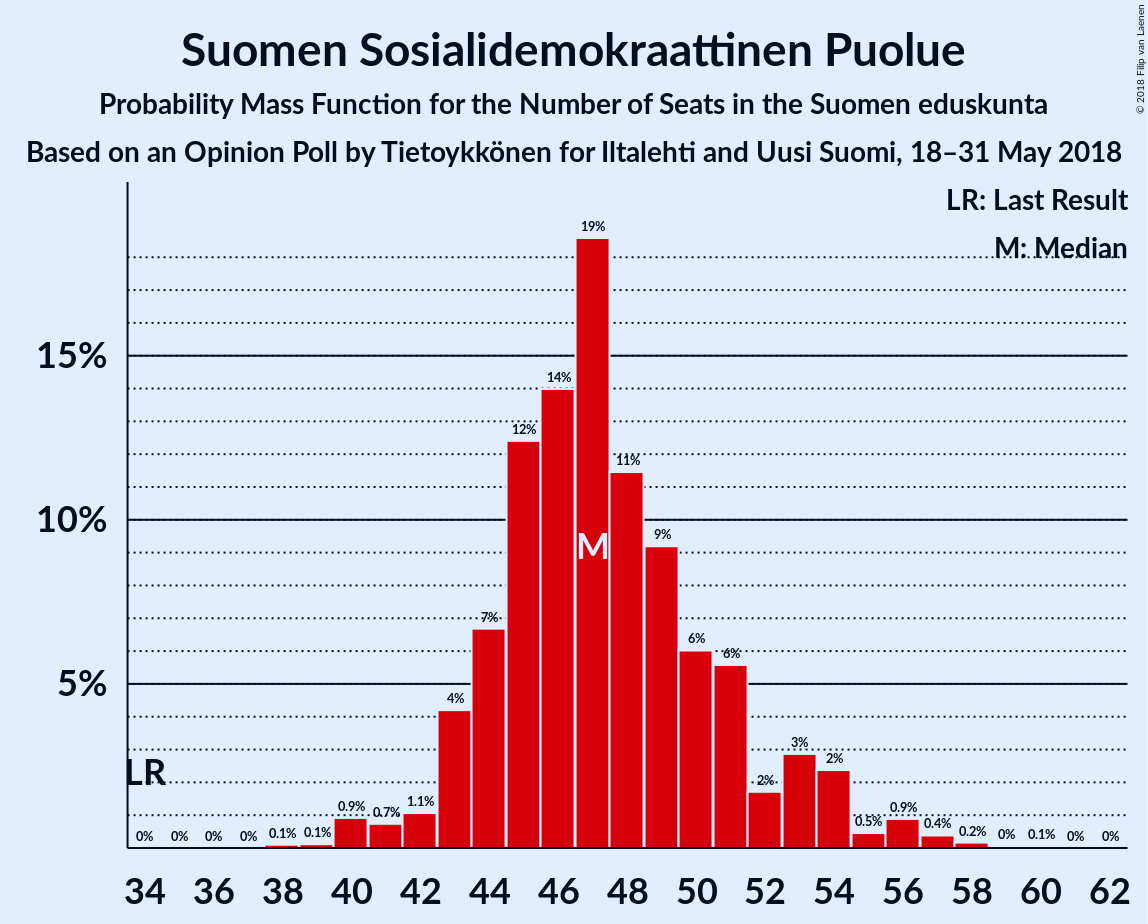 Suomen Sosialidemokraattinen Puolue
Probability Mass Function for the Number of Seats in the Suomen eduskunta
Based on an Opinion Poll by Tietoykkönen for Iltalehti and Uusi Suomi, 18–31 May 2018
© 2018 Filip van Laenen
LR: Last Result
M: Median
15%
10%
5%
LR
M
0% 0% 0% 0% 0.1% 0.1% 0.9% 0.7% 1.1% 4% 7% 12% 14% 19% 11% 9% 6% 6% 2% 3% 2% 0.5% 0.9% 0.4% 0.2% 0% 0.1% 0% 0%
34 36 38 40 42 44 46 48 50 52 54 56 58 60 62